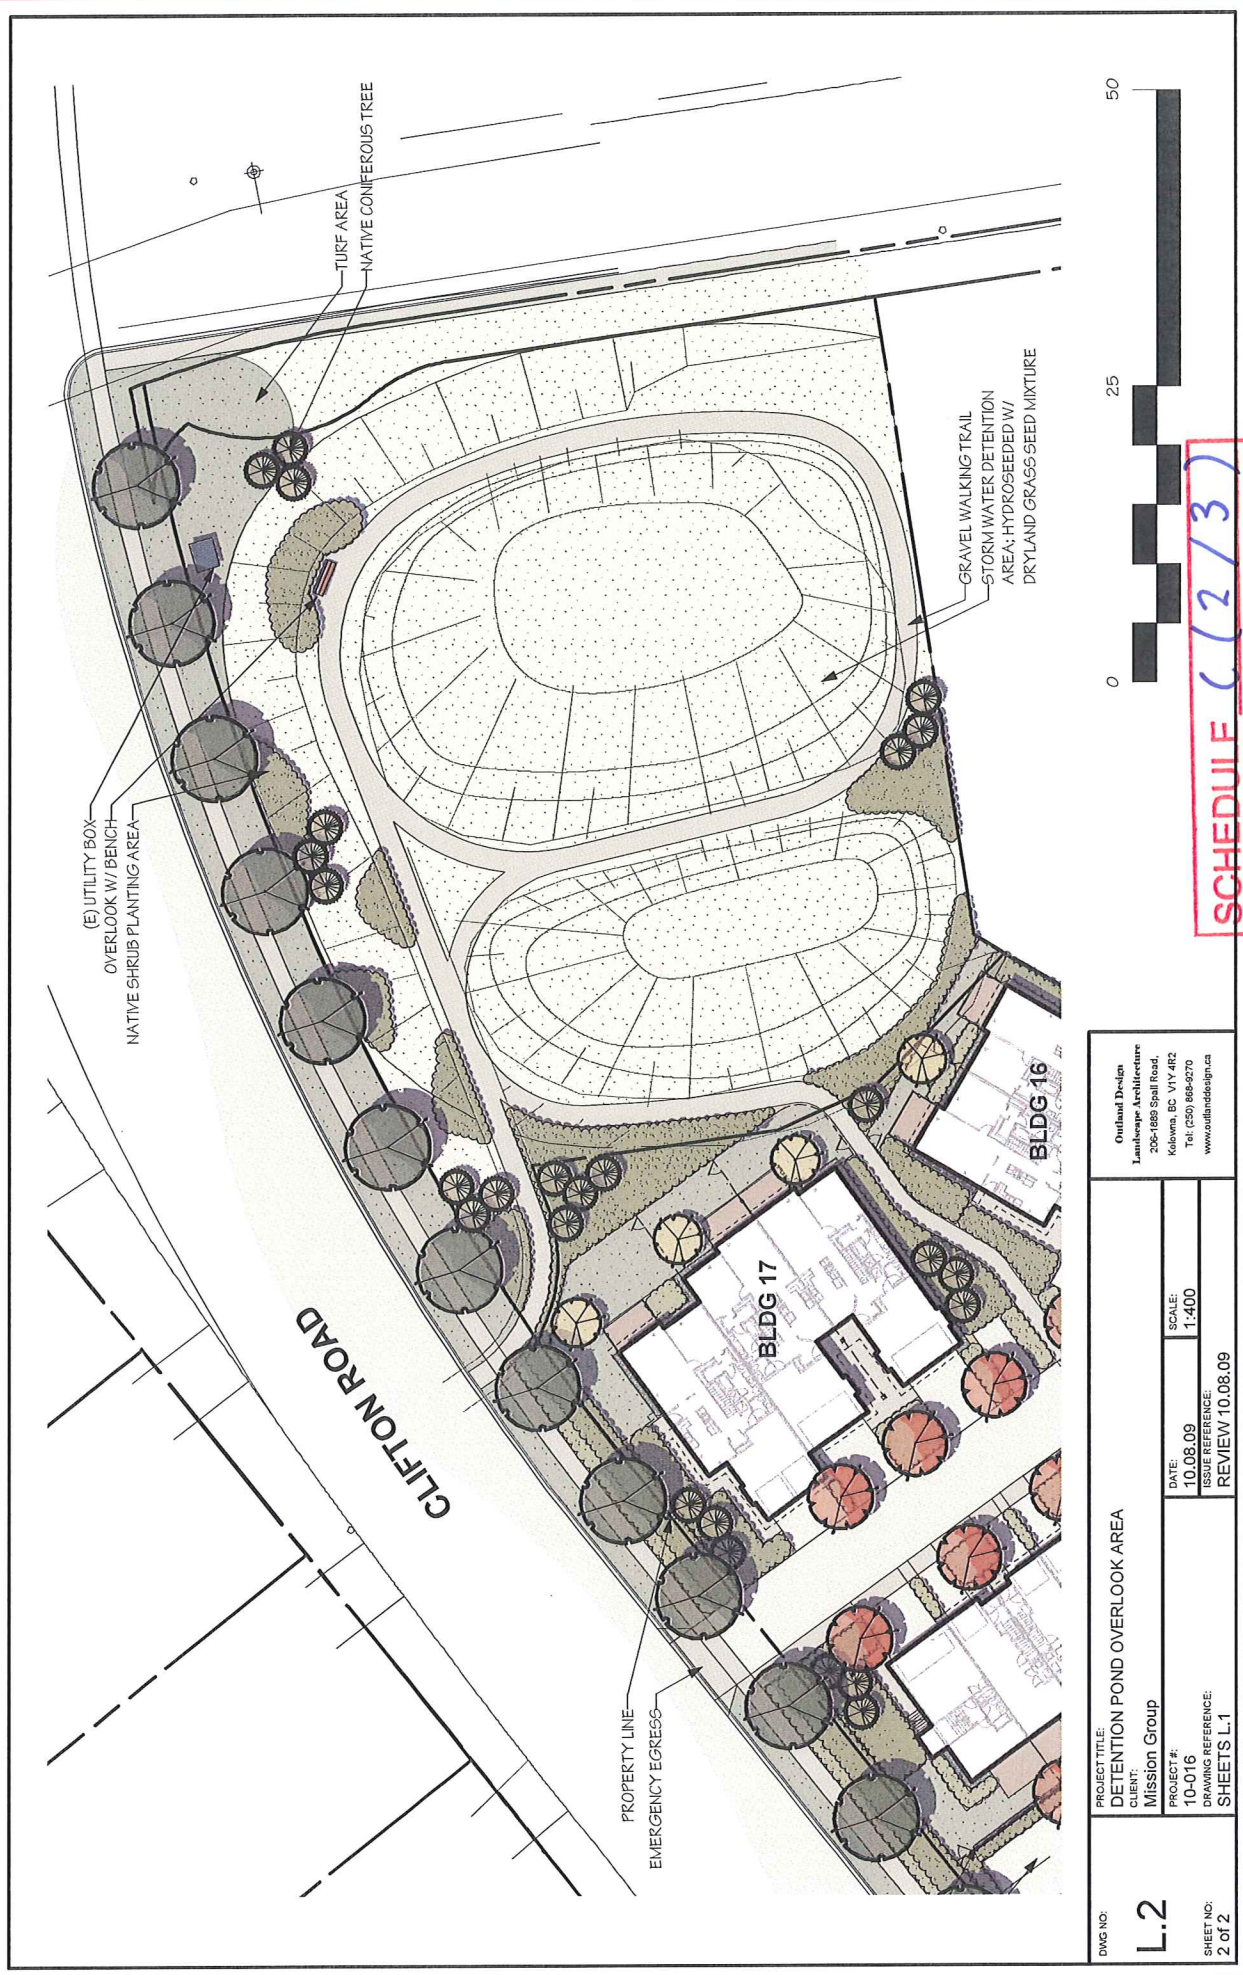 (E) UTILITY BOX
OVERLOOK W/ BENCH
NATIVE SHRUB PLANTING AREA
TURF AREA
NATIVE CONIFEROUS TREE
CLIFTON ROAD
GRAVEL WALKING TRAIL
STORM WATER DETENTION
AREA; HYDROSEEDED W/
DRYLAND GRASS SEED MIXTURE
BLDG 17
BLDG 16
PROPERTY LINE
EMERGENCY EGRESS
0 25 50
SCHEDULE C (2/3)
DWG NO:
L.2
SHEET NO:
2 of 2
PROJECT TITLE:
DETENTION POND OVERLOOK AREA
CLIENT:
Mission Group
PROJECT #:
10-016
DATE:
10.08.09
SCALE:
1:400
DRAWING REFERENCE:
SHEETS L.1
ISSUE REFERENCE:
REVIEW 10.08.09
Outland Design
Landscape Architecture
206-1889 Spall Road,
Kelowna, BC V1Y 4R2
Tel: (250) 868-9270
www.outlanddesign.ca